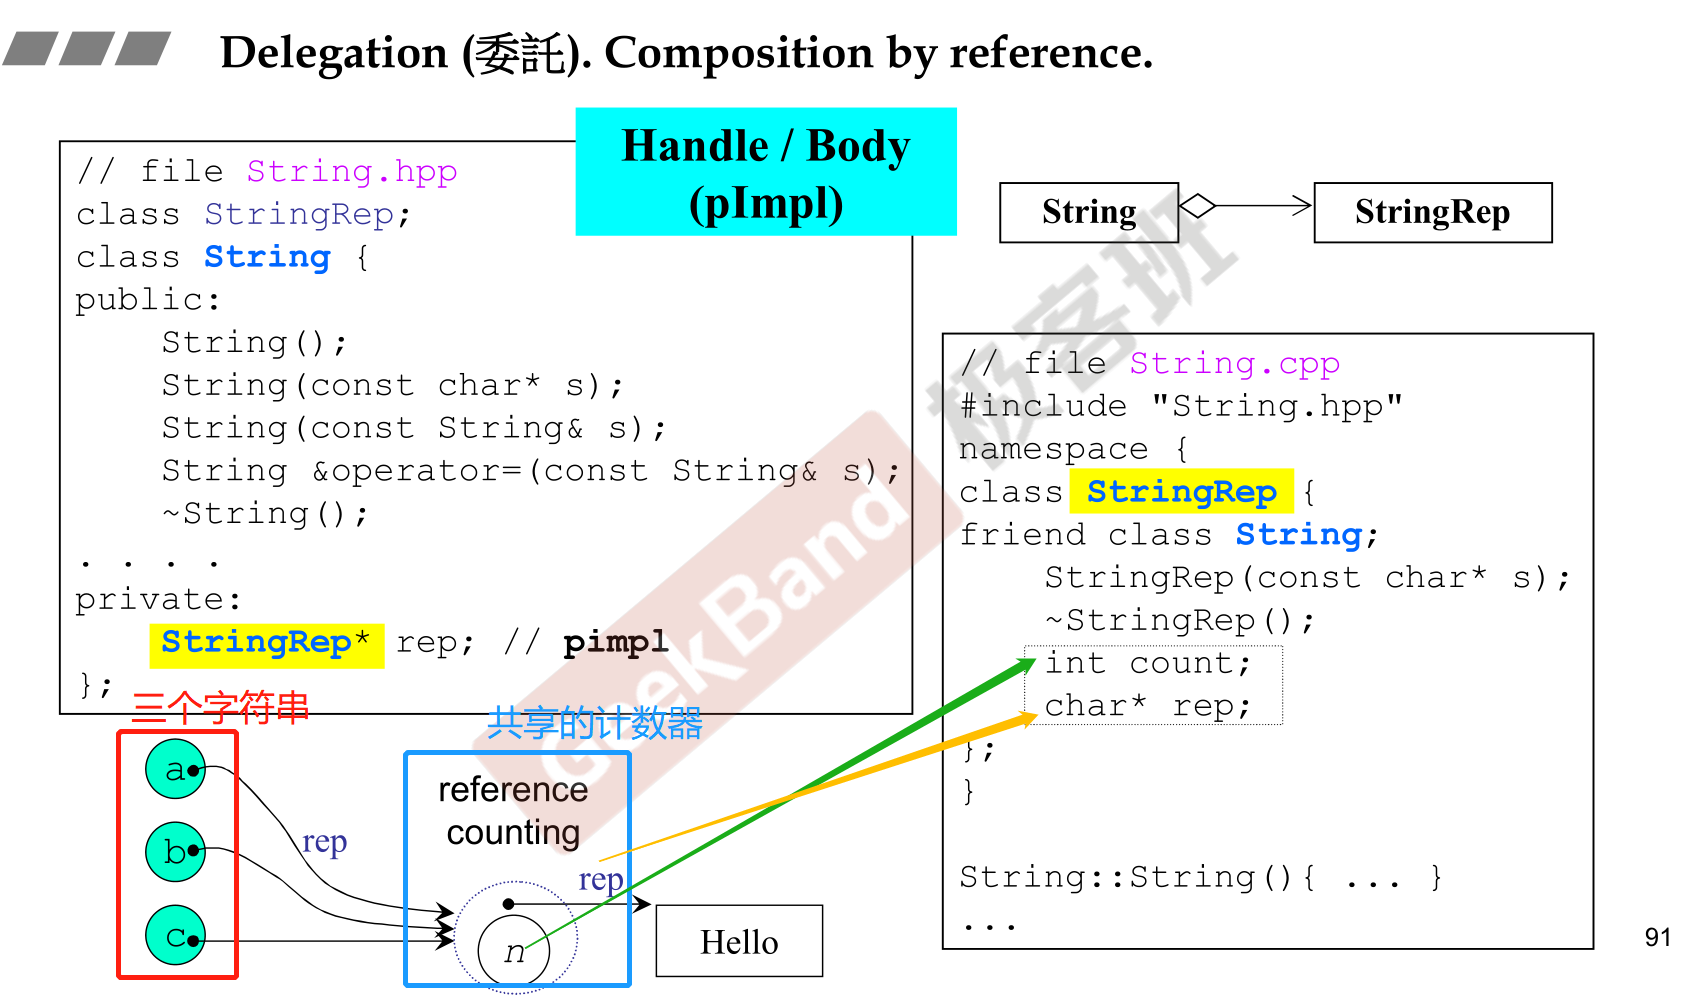 Delegation (委託). Composition by reference.
Handle / Body
(pImpl)
// file String.hpp
class StringRep;
class String {
public:
String();
String(const char* s);
String(const String& s);
String &operator=(const String& s);
~String();
. . . .
private:
StringRep* rep; // pimpl
};
String
StringRep
// file String.cpp
#include "String.hpp"
namespace {
class StringRep {
friend class String;
StringRep(const char* s);
~StringRep();
int count;
char* rep;
};
}
String::String(){ ... }
...
三个字符串
a
b
c
rep
共享的计数器
reference
counting
rep
n
Hello
GeekBand 极客班
91